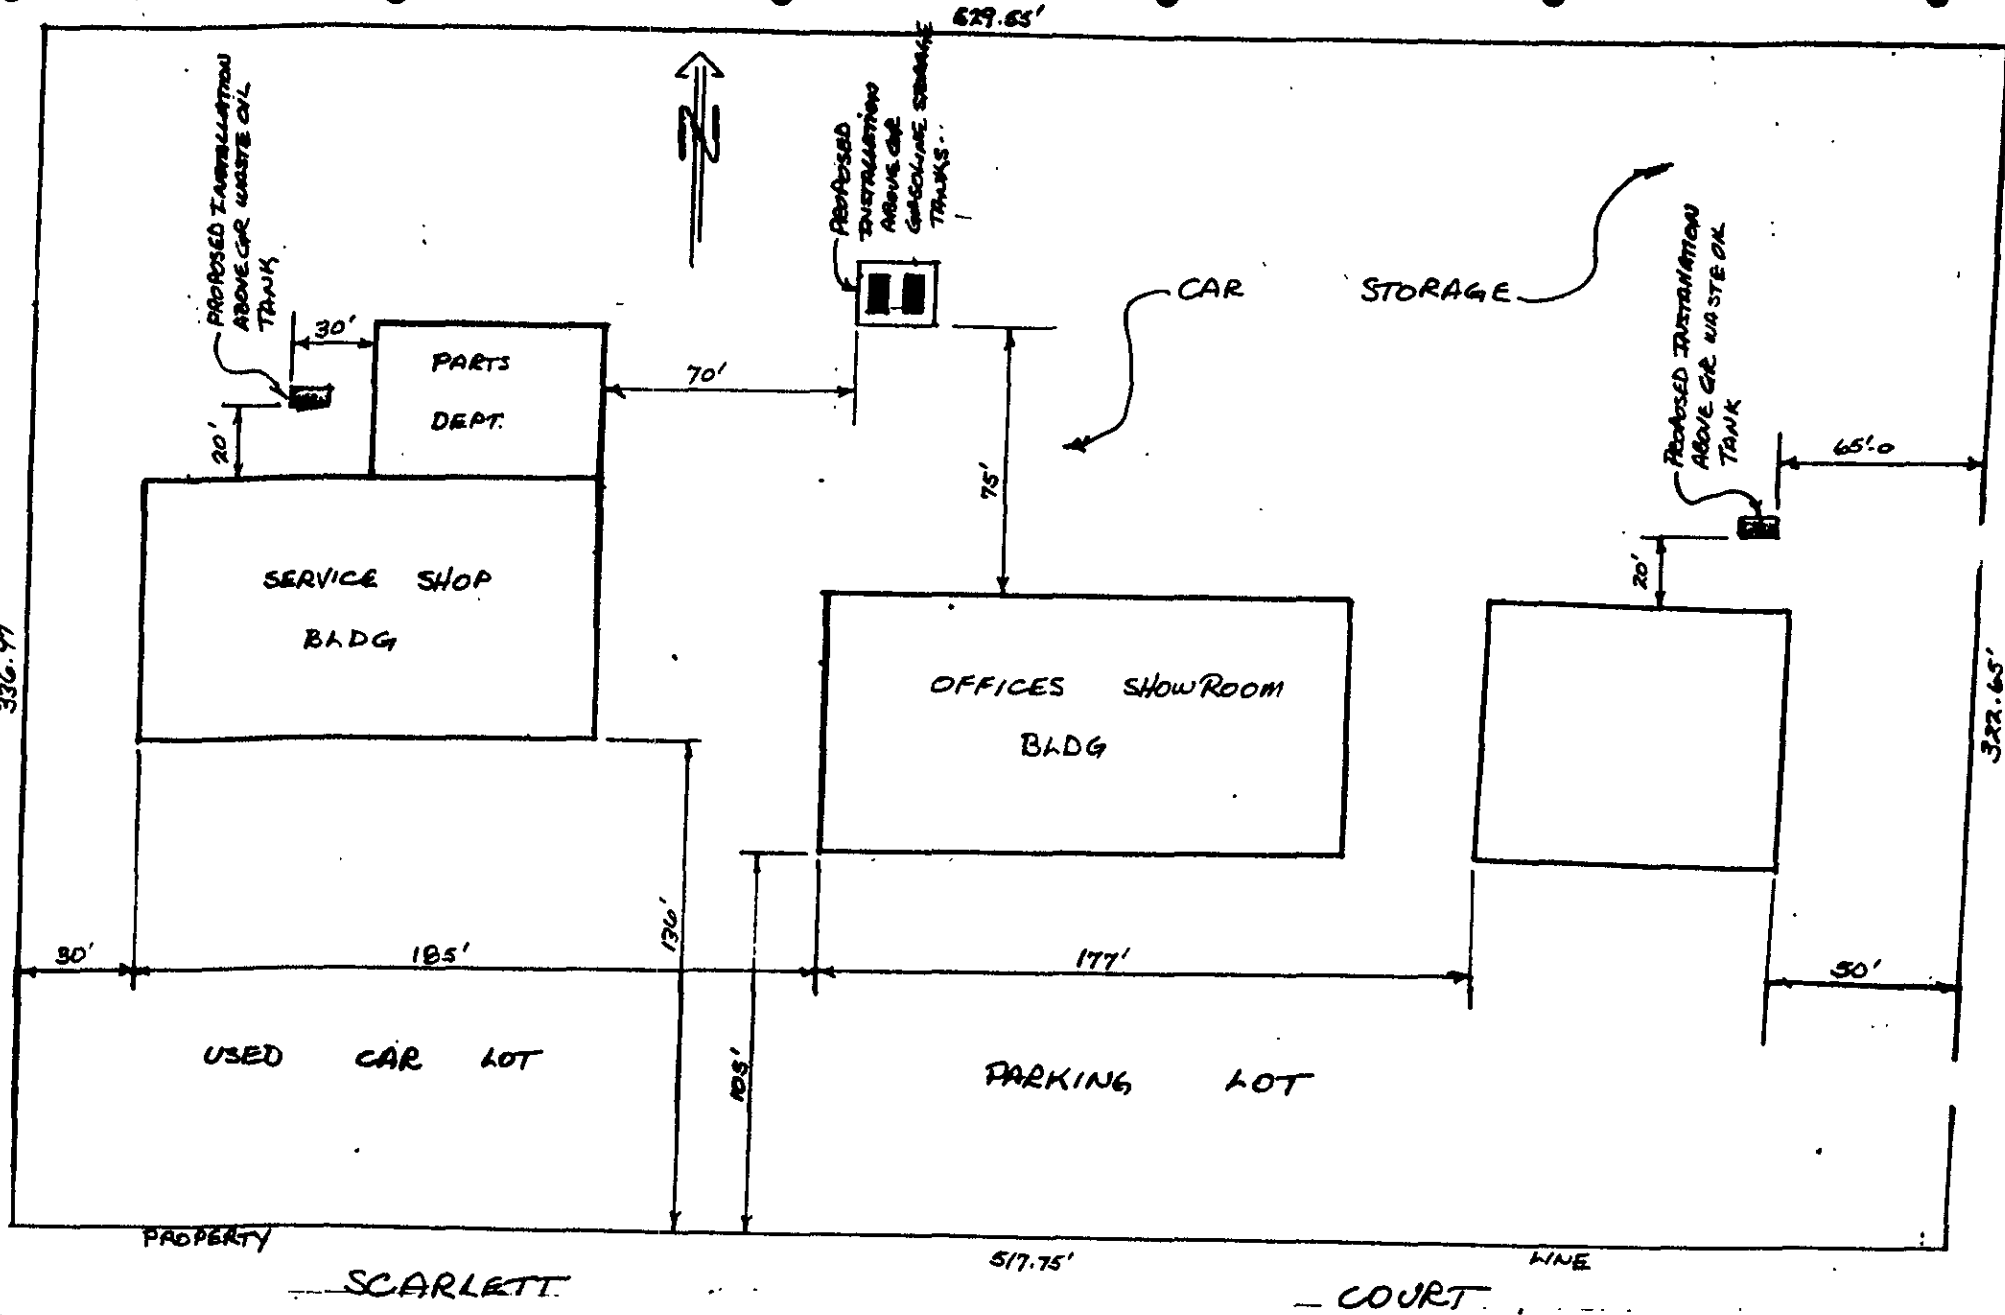 529.65'
PROPOSED INSTALLATION
ABOVE GR WASTE OIL
TANK
PROPOSED
INSTALLATION
ABOVE GR
GASOLINE STORAGE
TANKS
N
CAR STORAGE
PROPOSED INSTALLATION
ABOVE GR WASTE OIL
TANK
30'
PARTS
DEPT.
70'
20'
75'
65'-0
20'
SERVICE SHOP
BLDG
336.47
OFFICES SHOWROOM
BLDG
322.65'
136'
30'
185'
177'
50'
105'
USED CAR LOT
PARKING LOT
PROPERTY
517.75'
LINE
SCARLETT COURT